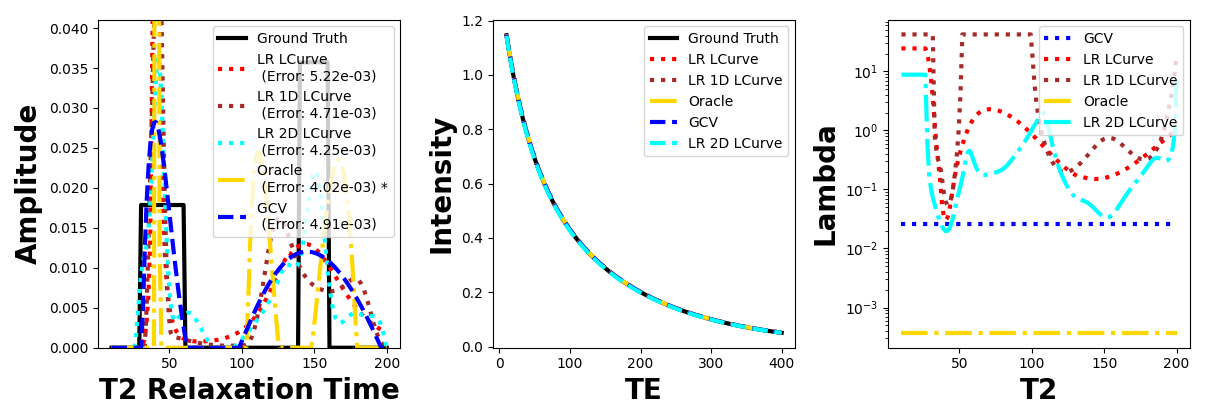 Amplitude
0.040
0.035
0.030
0.025
0.020
0.015
0.010
0.005
0.000
50
100
150
200
T2 Relaxation Time
Ground Truth
LR LCurve
(Error: 5.22e-03)
LR 1D LCurve
(Error: 4.71e-03)
LR 2D LCurve
(Error: 4.25e-03)
Oracle
(Error: 4.02e-03) *
GCV
(Error: 4.91e-03)
Intensity
1.2
1.0
0.8
0.6
0.4
0.2
0.0
0
100
200
300
400
TE
Ground Truth
LR LCurve
LR 1D LCurve
Oracle
GCV
LR 2D LCurve
Lambda
10¹
10⁰
10⁻¹
10⁻²
10⁻³
50
100
150
200
T2
GCV
LR LCurve
LR 1D LCurve
Oracle
LR 2D LCurve